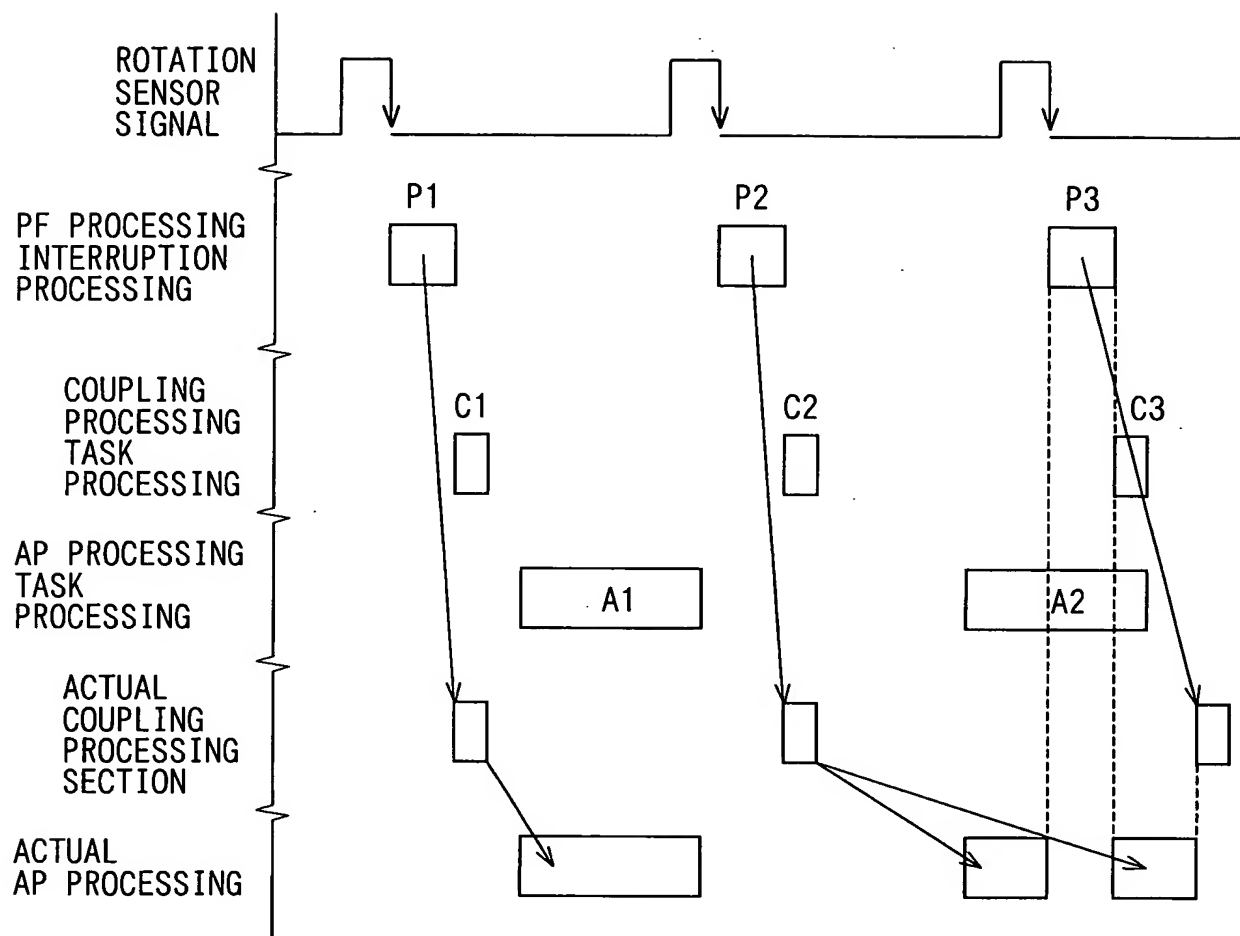 ROTATION
SENSOR
SIGNAL
P1
P2
P3
PF PROCESSING
INTERRUPTION
PROCESSING
COUPLING
PROCESSING
TASK
PROCESSING
C1
C2
C3
AP PROCESSING
TASK
PROCESSING
A1
A2
ACTUAL
COUPLING
PROCESSING
SECTION
ACTUAL
AP PROCESSING